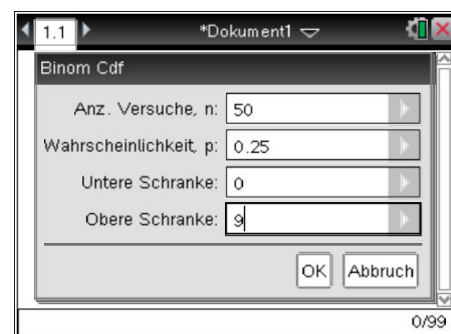 1.1 *Dokument1
Binom Cdf
Anz. Versuche, n: 50
Wahrscheinlichkeit, p: 0.25
Untere Schranke: 0
Obere Schranke: 9
OK Abbruch
0/99